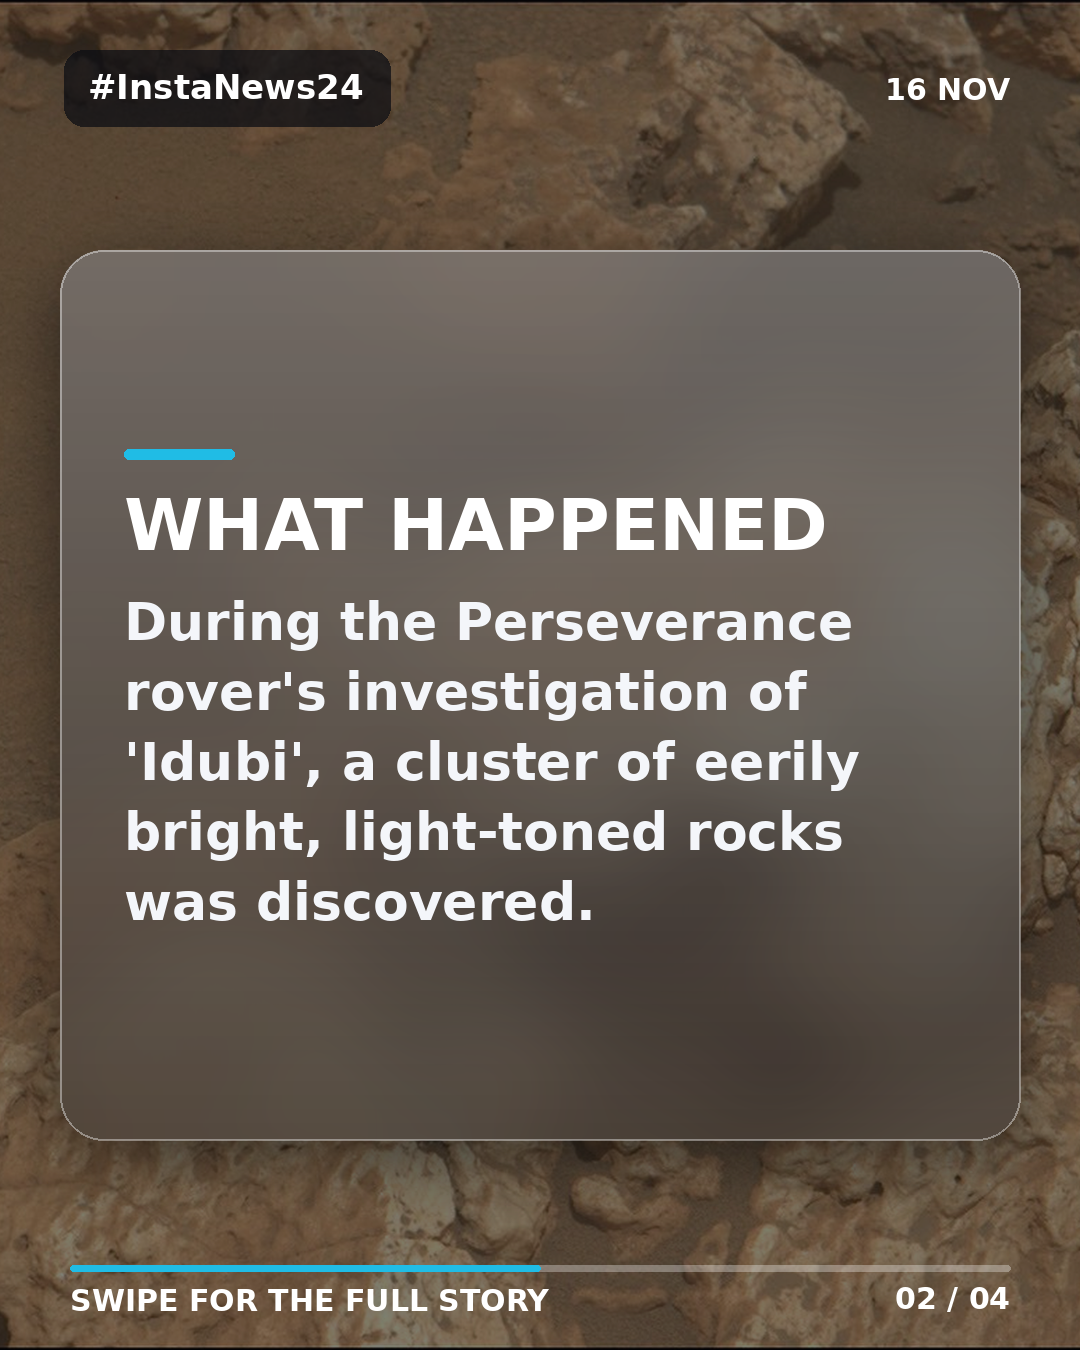 #InstaNews24
16 NOV
WHAT HAPPENED
During the Perseverance
rover's investigation of
'Idubi', a cluster of eerily
bright, light-toned rocks
was discovered.
SWIPE FOR THE FULL STORY
02 / 04